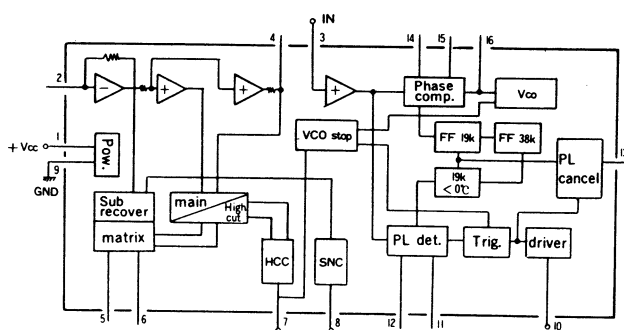 IN
4
3
14
15
16
2
−
+
+
+
Phase comp.
Vco
1
+ Vcc
Pow.
VCO stop
FF 19k
FF 38k
PL cancel
9
GND
19k <0℃
Sub recover
main
High cut
matrix
HCC
SNC
PL det.
Trig.
driver
5
6
7
8
12
11
10